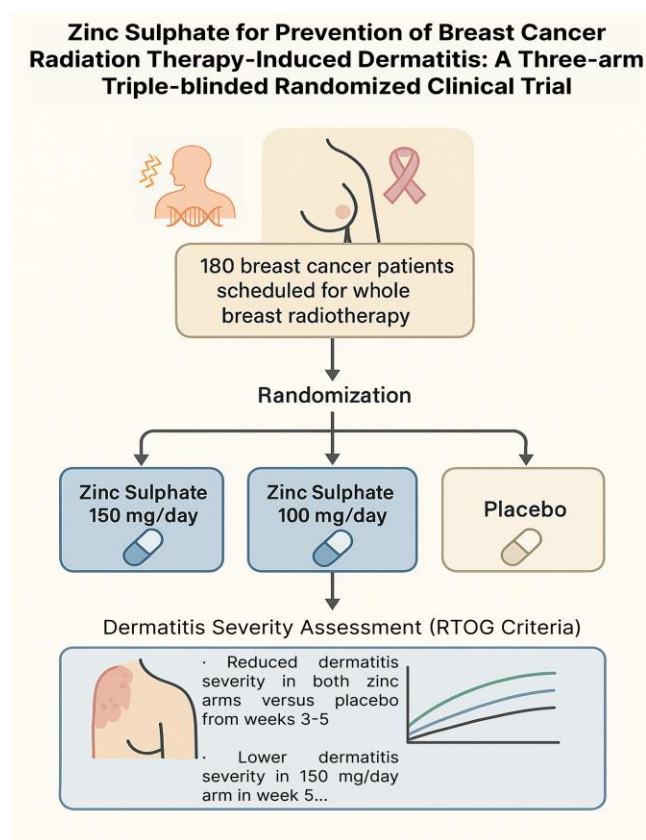 Zinc Sulphate for Prevention of Breast Cancer
Radiation Therapy-Induced Dermatitis: A Three-arm
Triple-blinded Randomized Clinical Trial
180 breast cancer patients
scheduled for whole
breast radiotherapy
Randomization
Zinc Sulphate
150 mg/day
Zinc Sulphate
100 mg/day
Placebo
Dermatitis Severity Assessment (RTOG Criteria)
· Reduced dermatitis
severity in both zinc
arms versus placebo
from weeks 3-5
· Lower dermatitis
severity in 150 mg/day
arm in week 5...